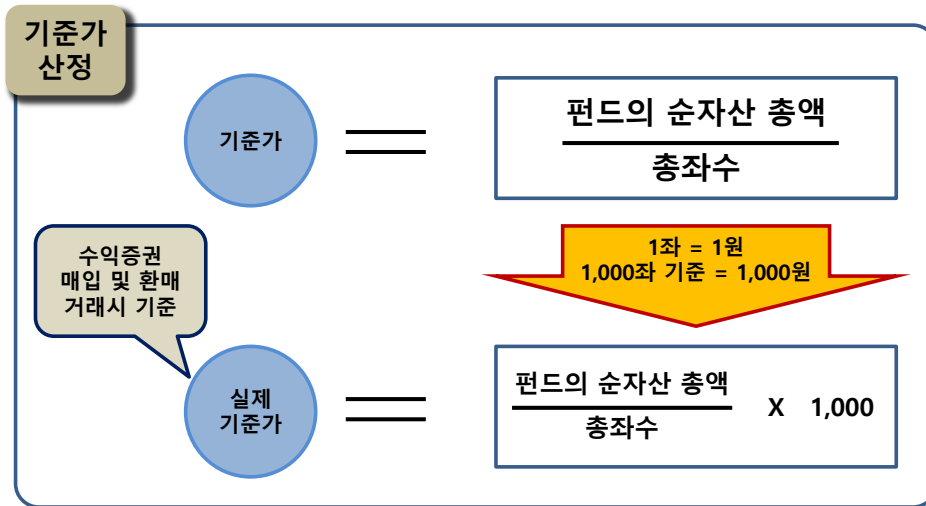 기준가
산정
기준가
펀드의 순자산 총액
총좌수
수익증권
매입 및 환매
거래시 기준
1좌 = 1원
1,000좌 기준 = 1,000원
실제
기준가
펀드의 순자산 총액
총좌수
X 1,000